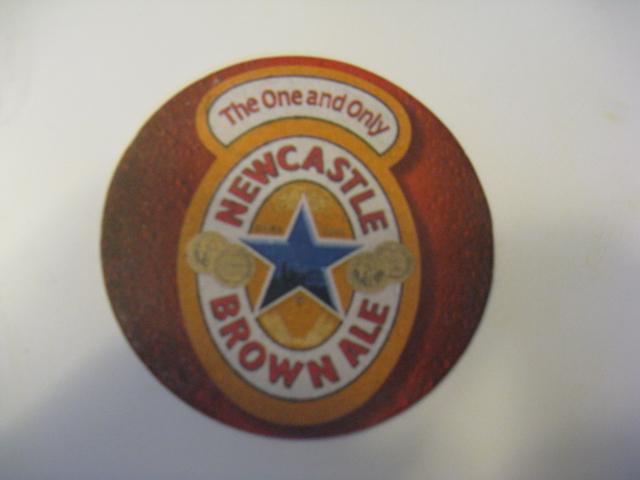 The One and Only
NEWCASTLE
BROWN ALE